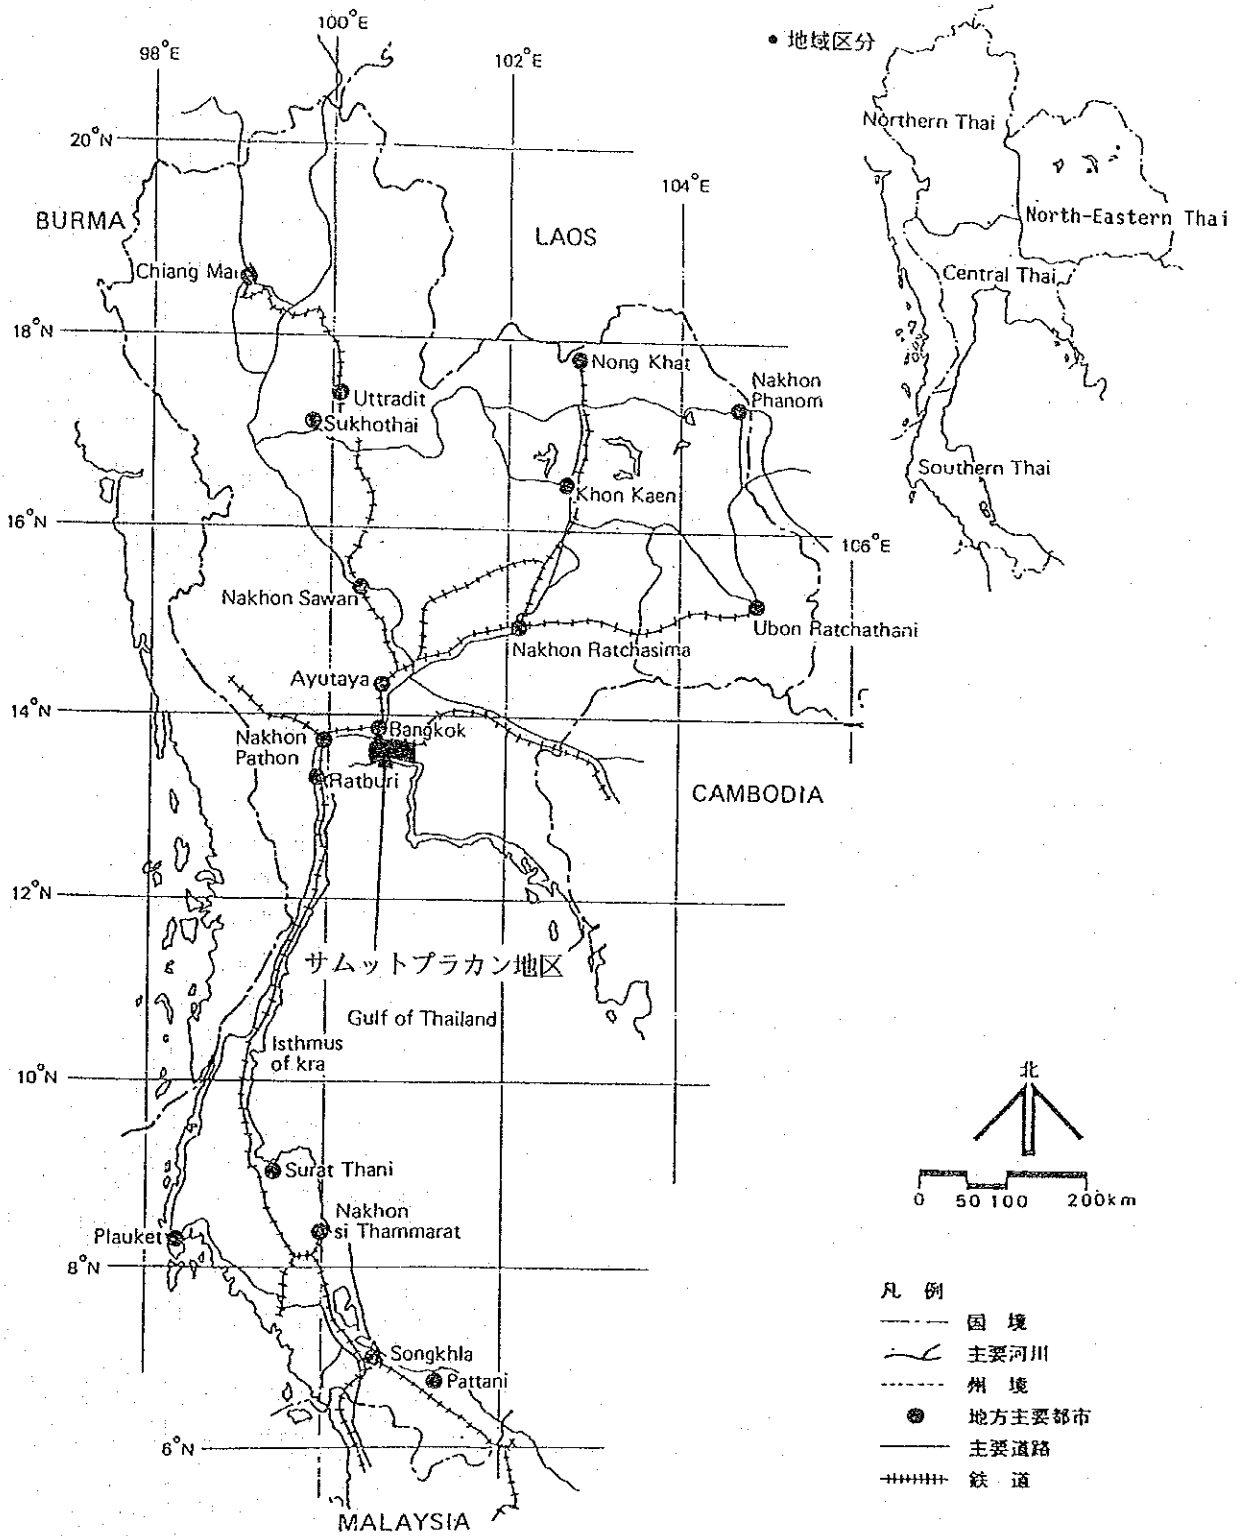 100°E
98°E
102°E
• 地域区分
Northern Thai
20°N
104°E
BURMA
LAOS
North-Eastern Thai
Chiang Mai
Central Thai
18°N
Nong Khat
Nakhon
Phanom
Uttradit
Sukhothai
Southern Thai
Khon Kaen
16°N
106°E
Nakhon Sawan
Ubon Ratchathani
Nakhon Ratchasima
Ayutaya
14°N
Bangkok
Nakhon
Pathon
Ratburi
CAMBODIA
12°N
サムットプラカン地区
Gulf of Thailand
Isthmus
of kra
10°N
北
Surat Thani
0 50 100 200km
Nakhon
si Thammarat
Plauket
8°N
凡 例
国 境
主要河川
Songkhla
Pattani
州 境
地方主要都市
主要道路
6°N
鉄 道
MALAYSIA